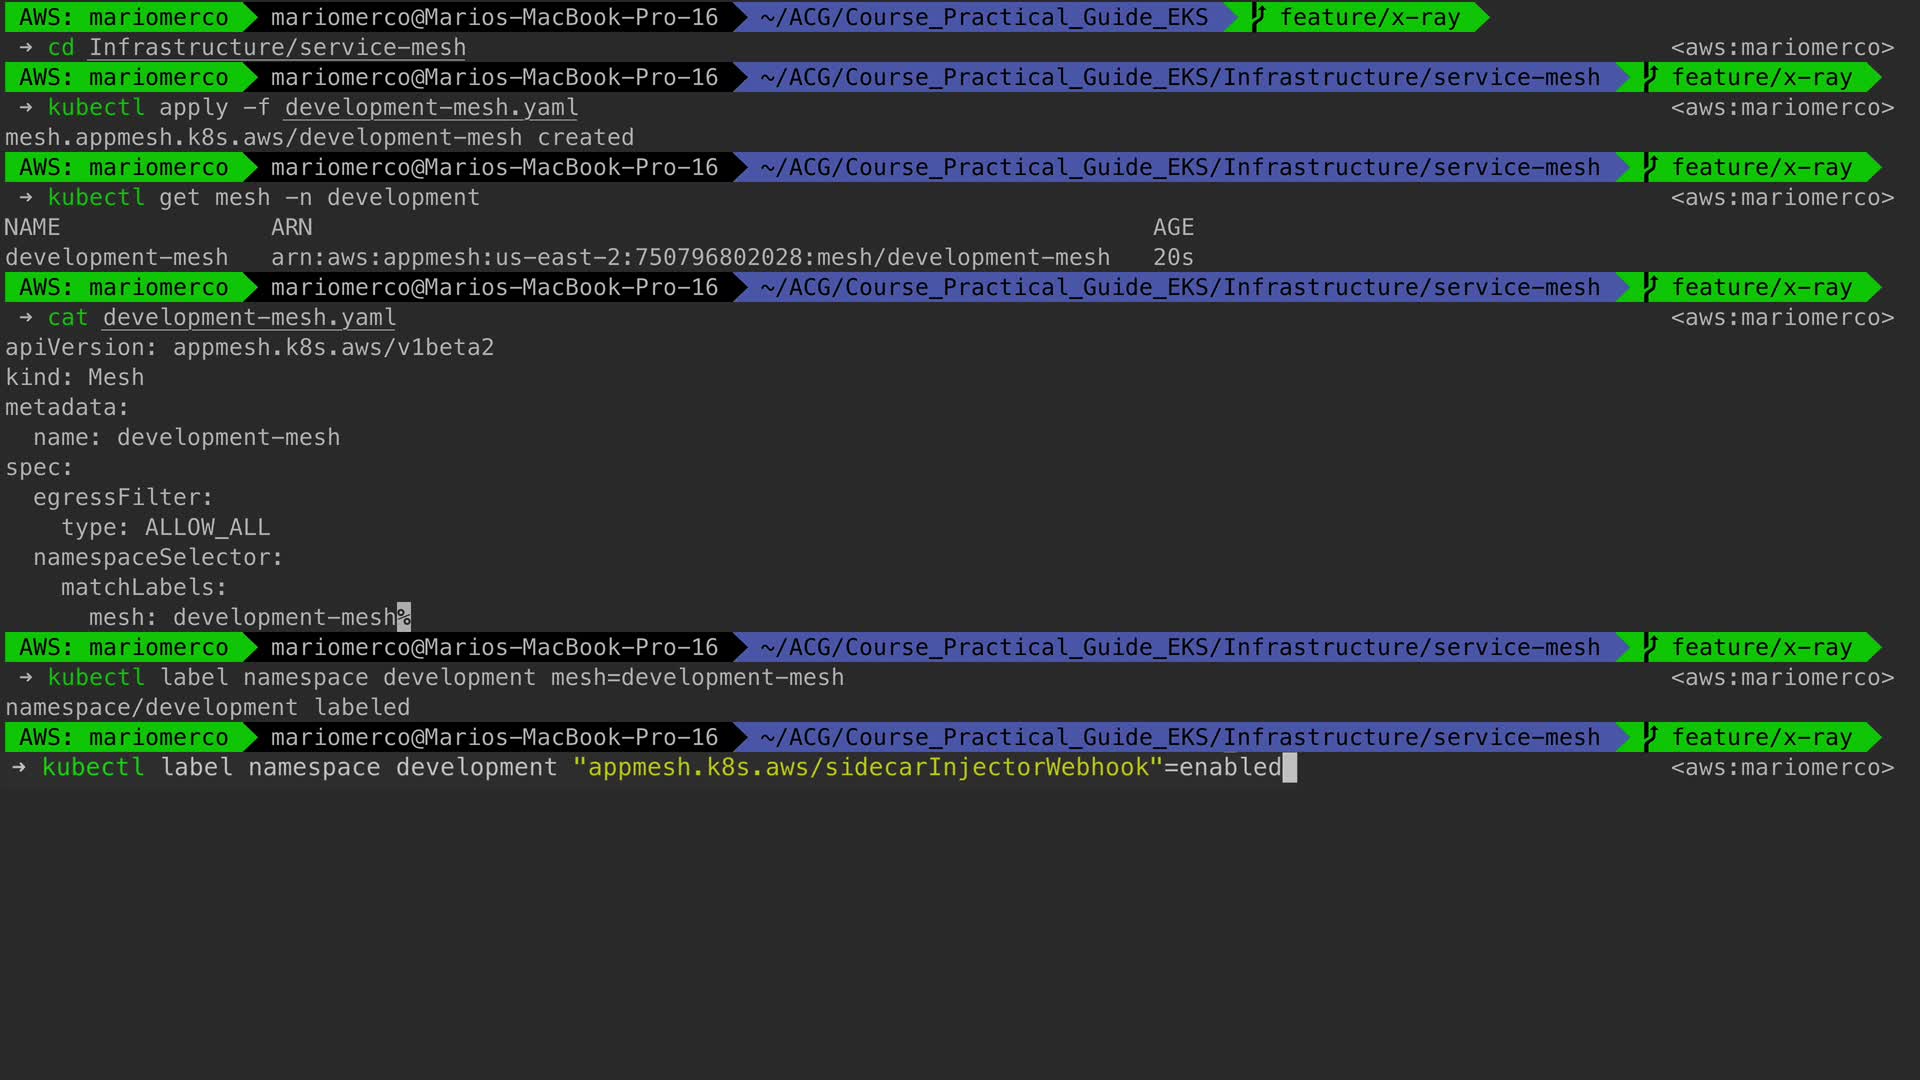 AWS: mariomerco mariomerco@Marios-MacBook-Pro-16 ~/ACG/Course_Practical_Guide_EKS feature/x-ray
→ cd Infrastructure/service-mesh <aws:mariomerco>
AWS: mariomerco mariomerco@Marios-MacBook-Pro-16 ~/ACG/Course_Practical_Guide_EKS/Infrastructure/service-mesh feature/x-ray
→ kubectl apply -f development-mesh.yaml <aws:mariomerco>
mesh.appmesh.k8s.aws/development-mesh created
AWS: mariomerco mariomerco@Marios-MacBook-Pro-16 ~/ACG/Course_Practical_Guide_EKS/Infrastructure/service-mesh feature/x-ray
→ kubectl get mesh -n development <aws:mariomerco>
NAME ARN AGE
development-mesh arn:aws:appmesh:us-east-2:750796802028:mesh/development-mesh 20s
AWS: mariomerco mariomerco@Marios-MacBook-Pro-16 ~/ACG/Course_Practical_Guide_EKS/Infrastructure/service-mesh feature/x-ray
→ cat development-mesh.yaml <aws:mariomerco>
apiVersion: appmesh.k8s.aws/v1beta2
kind: Mesh
metadata:
  name: development-mesh
spec:
  egressFilter:
    type: ALLOW_ALL
  namespaceSelector:
    matchLabels:
      mesh: development-mesh%
AWS: mariomerco mariomerco@Marios-MacBook-Pro-16 ~/ACG/Course_Practical_Guide_EKS/Infrastructure/service-mesh feature/x-ray
→ kubectl label namespace development mesh=development-mesh <aws:mariomerco>
namespace/development labeled
AWS: mariomerco mariomerco@Marios-MacBook-Pro-16 ~/ACG/Course_Practical_Guide_EKS/Infrastructure/service-mesh feature/x-ray
→ kubectl label namespace development "appmesh.k8s.aws/sidecarInjectorWebhook"=enabled <aws:mariomerco>